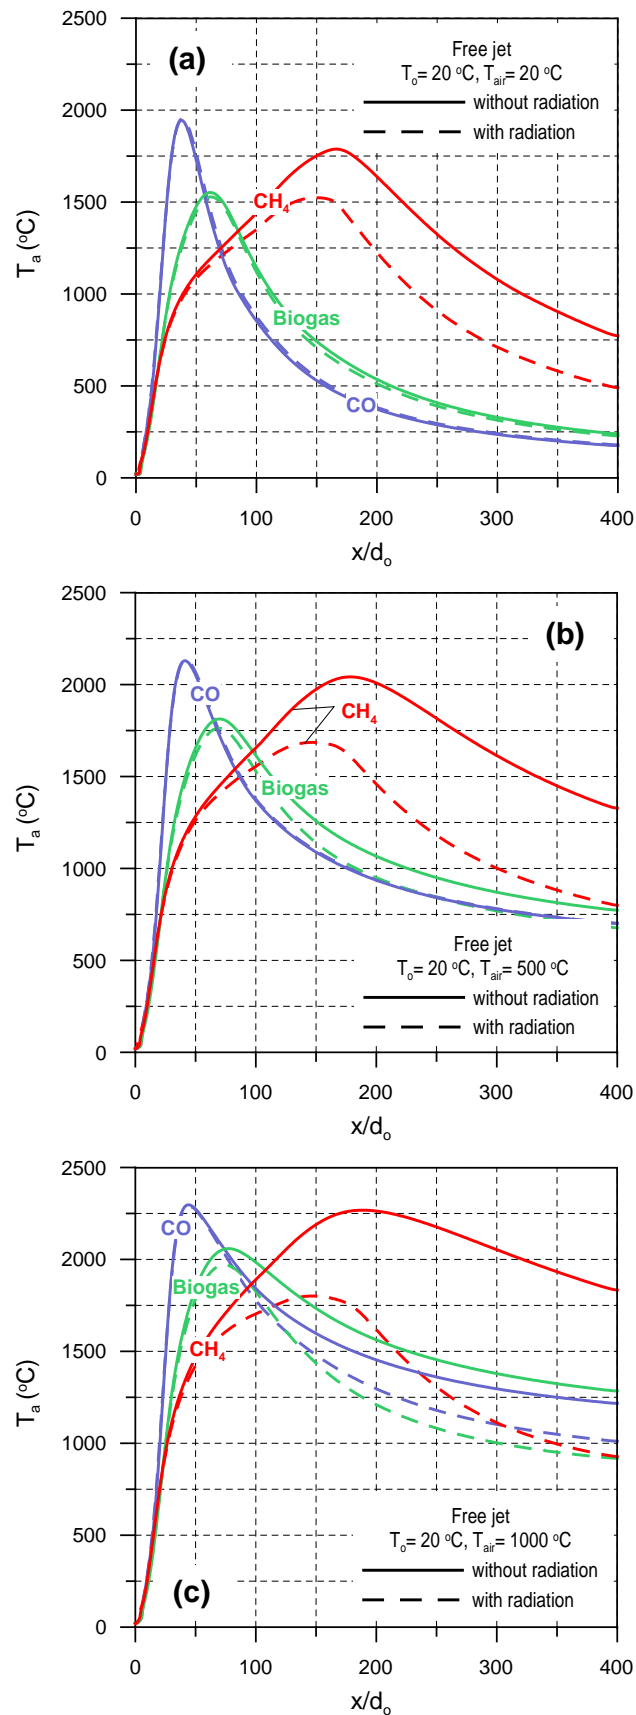 2500
(a)
Free jet
Tₒ= 20 ºC, Tair= 20 ºC
without radiation
with radiation
2000
1500
CH₄
Tₐ (ºC)
1000
Biogas
500
CO
0
0 100 200 300 400
x/dₒ
2500
(b)
2000
CO
CH₄
1500
Biogas
Tₐ (ºC)
1000
Free jet
Tₒ= 20 ºC, Tair= 500 ºC
500
without radiation
with radiation
0
0 100 200 300 400
x/dₒ
2500
CO
2000
Biogas
1500
CH₄
Tₐ (ºC)
1000
Free jet
Tₒ= 20 ºC, Tair= 1000 ºC
500
without radiation
with radiation
(c)
0
0 100 200 300 400
x/dₒ